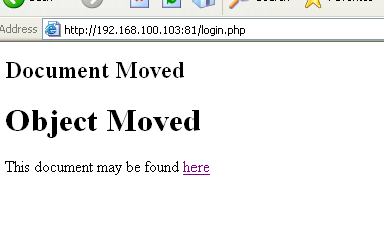 Address http://192.168.100.103:81/login.php
Document Moved
Object Moved
This document may be found here